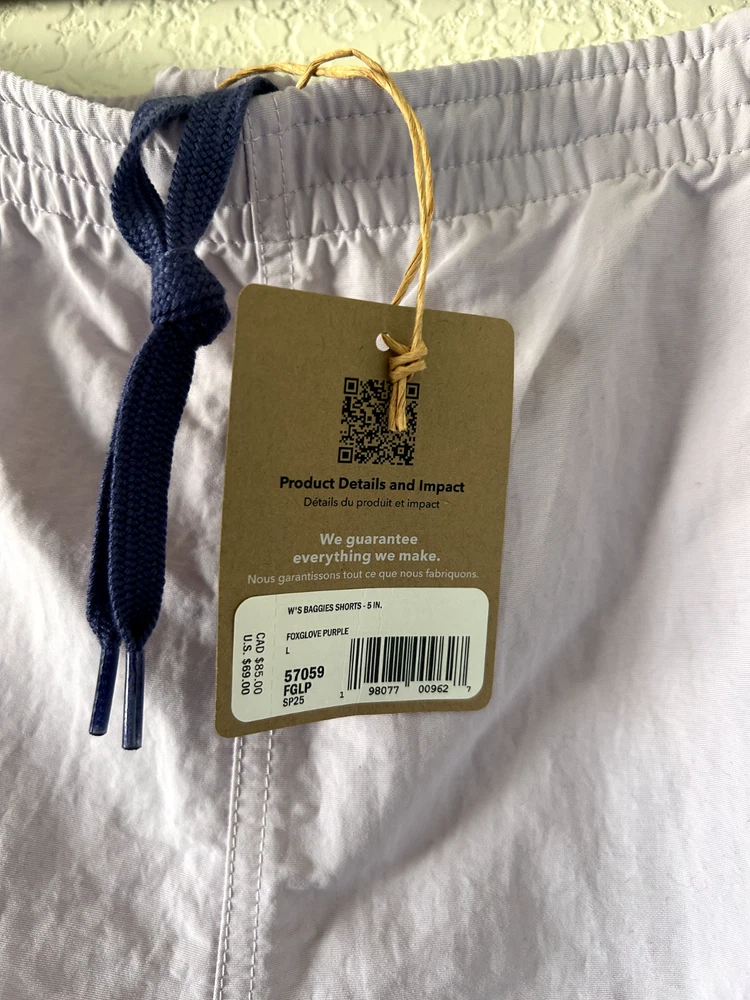 Product Details and Impact
Détails du produit et impact
We guarantee
everything we make.
Nous garantissons tout ce que nous fabriquons.
W'S BAGGIES SHORTS - 5 IN.
FOXGLOVE PURPLE
L
57059
FGLP
SP25
CAD $85.00
U.S. $69.00
1 98077 00962 7